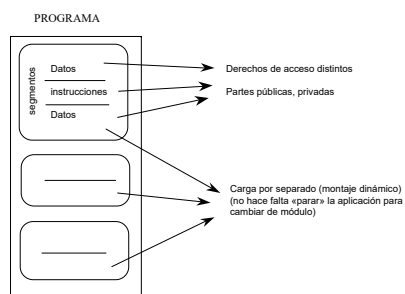 PROGRAMA
segmentos
Datos
instrucciones
Datos
Derechos de acceso distintos
Partes públicas, privadas
Carga por separado (montaje dinámico)
(no hace falta «parar» la aplicación para
cambiar de módulo)